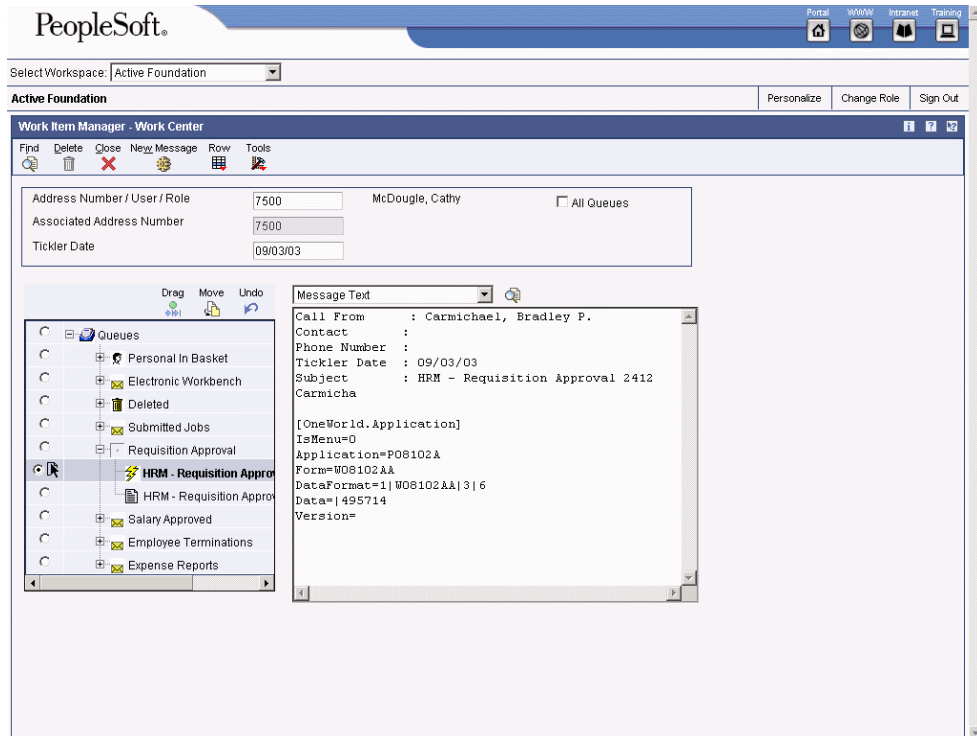 PeopleSoft®
Portal WWW Intranet Training
Select Workspace: Active Foundation
Active Foundation Personalize Change Role Sign Out
Work Item Manager - Work Center
Find Delete Close New Message Row Tools
Address Number / User / Role 7500 McDougle, Cathy All Queues
Associated Address Number 7500
Tickler Date 09/03/03
Drag Move Undo
Queues
Personal In Basket
Electronic Workbench
Deleted
Submitted Jobs
Requisition Approval
HRM - Requisition Approv
HRM - Requisition Approv
Salary Approved
Employee Terminations
Expense Reports
Message Text
Call From : Carmichael, Bradley P.
Contact :
Phone Number :
Tickler Date : 09/03/03
Subject : HRM - Requisition Approval 2412
Carmicha
[OneWorld.Application]
IsMenu=0
Application=P08102A
Form=W08102AA
DataFormat=1|W08102AA|3|6
Data=|495714
Version=